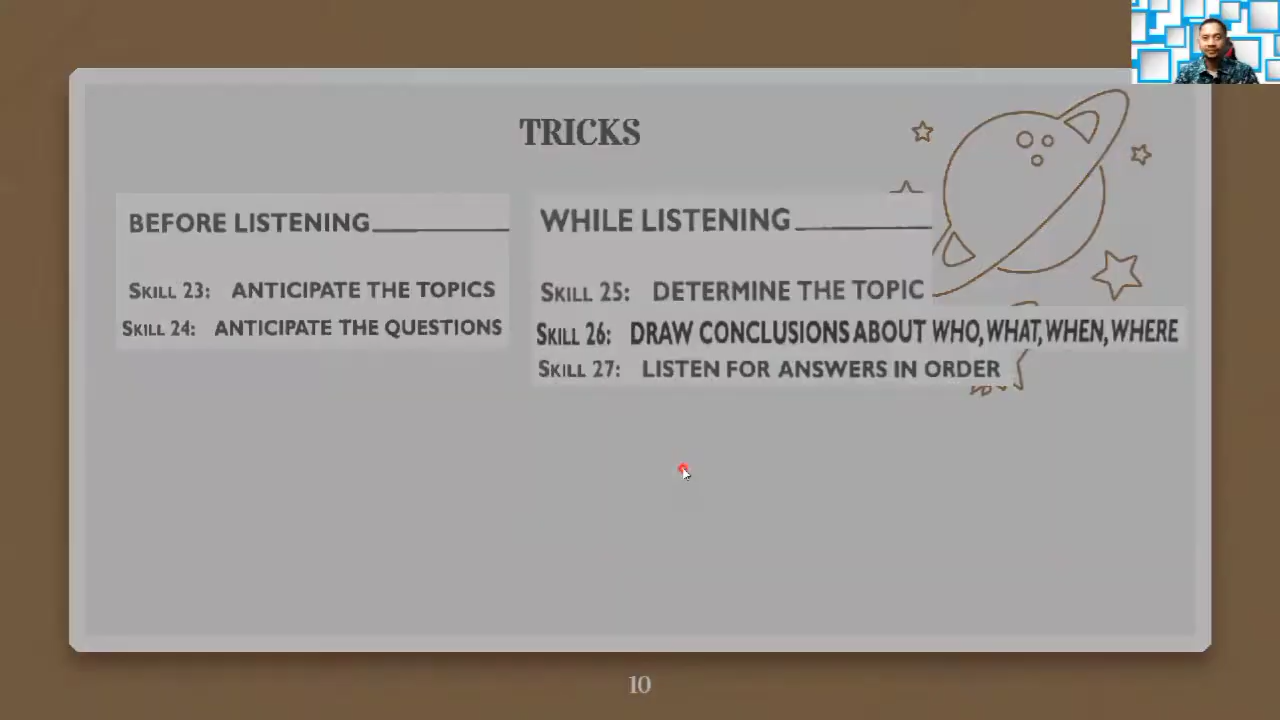 TRICKS
BEFORE LISTENING
SKILL 23: ANTICIPATE THE TOPICS
SKILL 24: ANTICIPATE THE QUESTIONS
WHILE LISTENING
SKILL 25: DETERMINE THE TOPIC
SKILL 26: DRAW CONCLUSIONS ABOUT WHO, WHAT, WHEN, WHERE
SKILL 27: LISTEN FOR ANSWERS IN ORDER
10